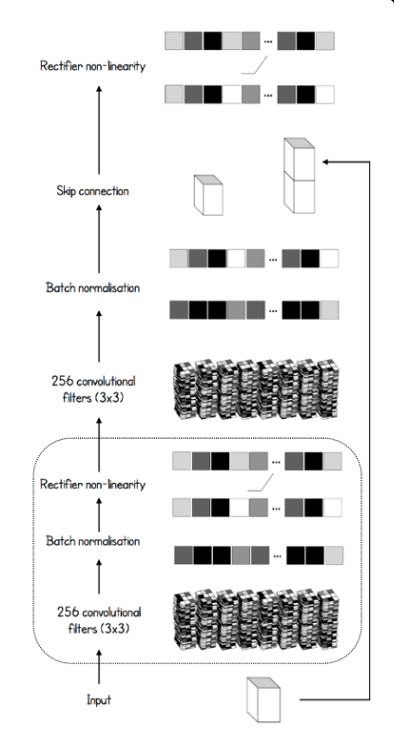 Rectifier non-linearity
...
...
Skip connection
...
Batch normalisation
...
256 convolutional
filters (3x3)
...
Rectifier non-linearity
...
Batch normalisation
...
256 convolutional
filters (3x3)
Input